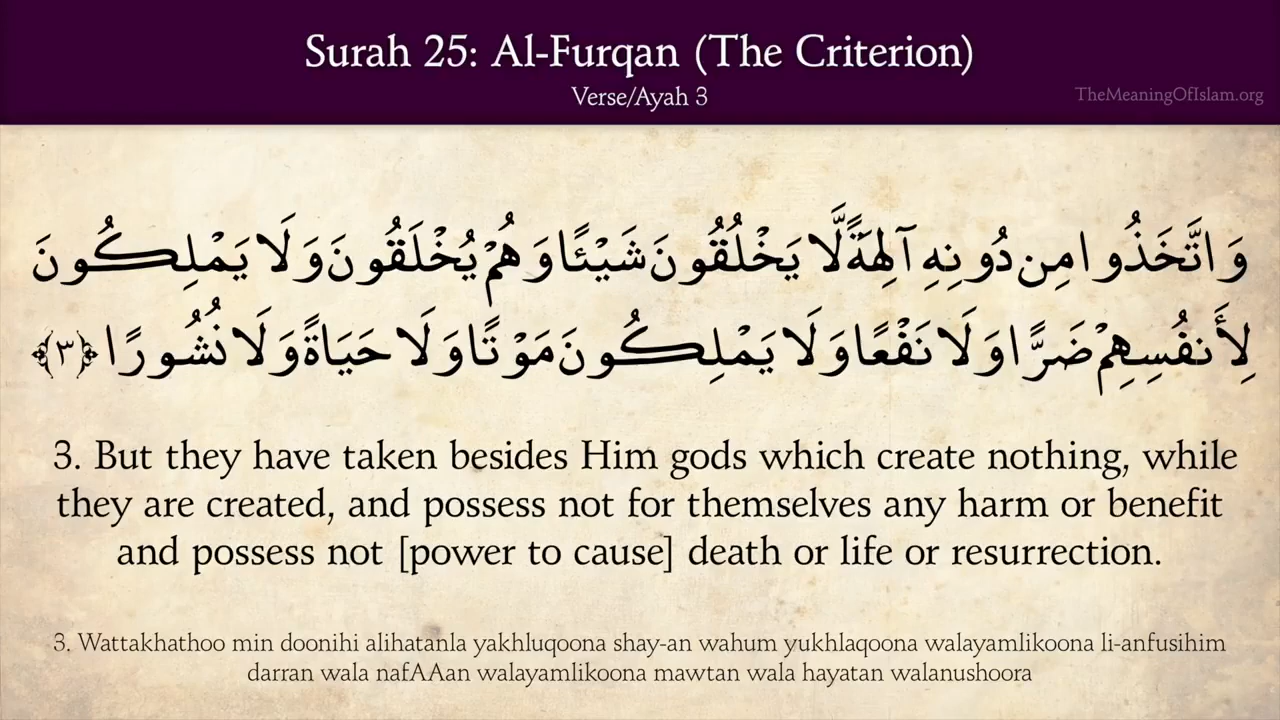 Surah 25: Al-Furqan (The Criterion)
Verse/Ayah 3
TheMeaningOfIslam.org
وَاتَّخَذُوا مِن دُونِهِ آلِهَةً لَّا يَخْلُقُونَ شَيْئًا وَهُمْ يُخْلَقُونَ وَلَا يَمْلِكُونَ
لِأَنفُسِهِمْ ضَرًّا وَلَا نَفْعًا وَلَا يَمْلِكُونَ مَوْتًا وَلَا حَيَاةً وَلَا نُشُورًا ﴿٣﴾
3. But they have taken besides Him gods which create nothing, while
they are created, and possess not for themselves any harm or benefit
and possess not [power to cause] death or life or resurrection.
3. Wattakhathoo min doonihi alihatanla yakhluqoona shay-an wahum yukhlaqoona walayamlikoona li-anfusihim
darran wala nafAAan walayamlikoona mawtan wala hayatan walanushoora